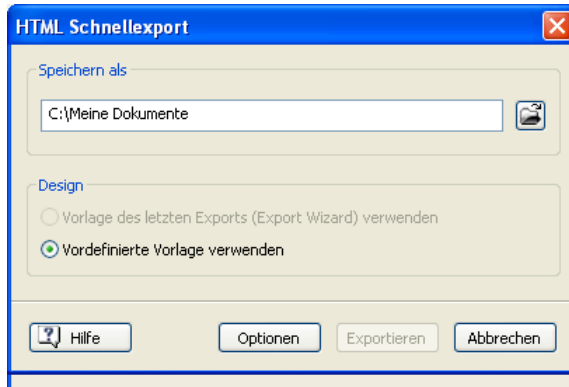 HTML Schnellexport
Speichern als
C:\Meine Dokumente
Design
Vorlage des letzten Exports (Export Wizard) verwenden
Vordefinierte Vorlage verwenden
Hilfe Optionen Exportieren Abbrechen